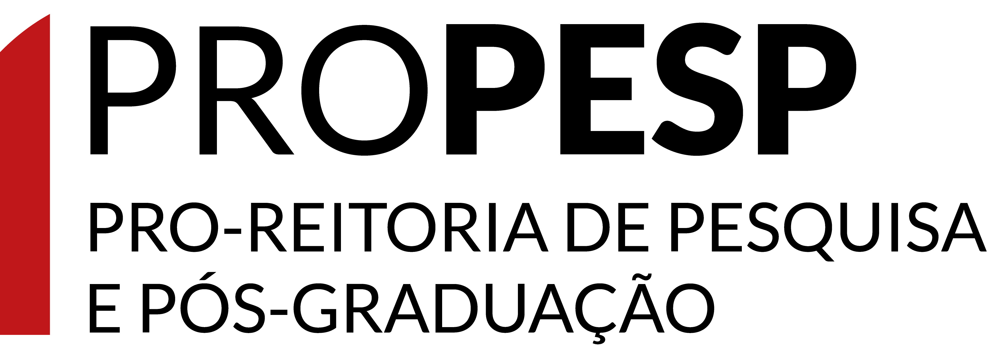 PROPESP
PRO-REITORIA DE PESQUISA
E PÓS-GRADUAÇÃO